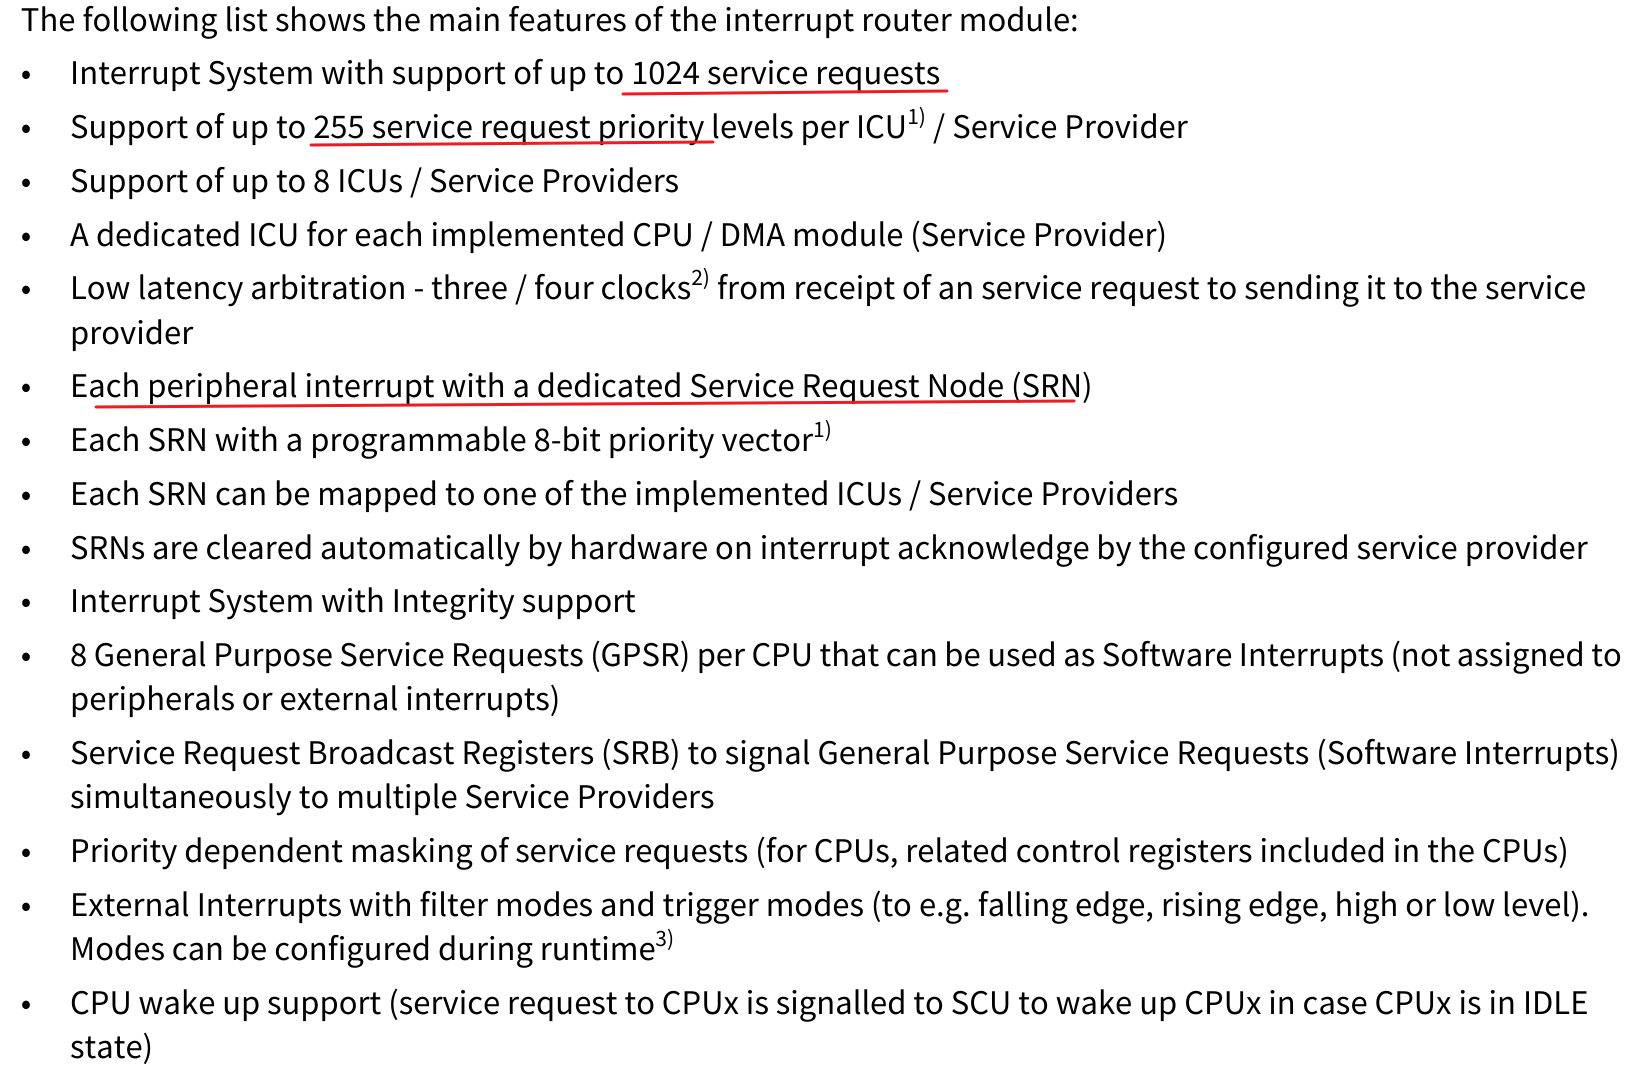 The following list shows the main features of the interrupt router module:
• Interrupt System with support of up to 1024 service requests
• Support of up to 255 service request priority levels per ICU1) / Service Provider
• Support of up to 8 ICUs / Service Providers
• A dedicated ICU for each implemented CPU / DMA module (Service Provider)
• Low latency arbitration - three / four clocks2) from receipt of an service request to sending it to the service
provider
• Each peripheral interrupt with a dedicated Service Request Node (SRN)
• Each SRN with a programmable 8-bit priority vector1)
• Each SRN can be mapped to one of the implemented ICUs / Service Providers
• SRNs are cleared automatically by hardware on interrupt acknowledge by the configured service provider
• Interrupt System with Integrity support
• 8 General Purpose Service Requests (GPSR) per CPU that can be used as Software Interrupts (not assigned to
peripherals or external interrupts)
• Service Request Broadcast Registers (SRB) to signal General Purpose Service Requests (Software Interrupts)
simultaneously to multiple Service Providers
• Priority dependent masking of service requests (for CPUs, related control registers included in the CPUs)
• External Interrupts with filter modes and trigger modes (to e.g. falling edge, rising edge, high or low level).
Modes can be configured during runtime3)
• CPU wake up support (service request to CPUx is signalled to SCU to wake up CPUx in case CPUx is in IDLE
state)